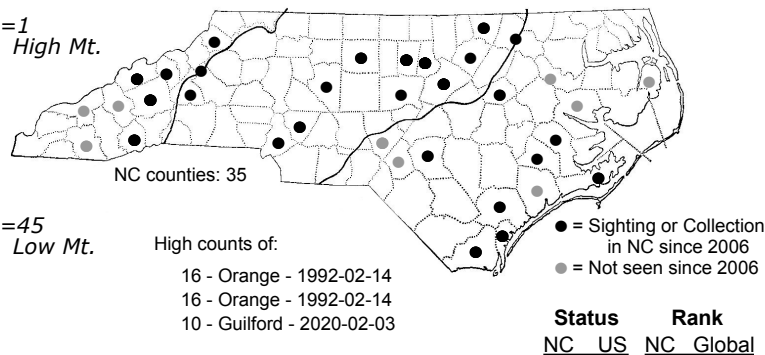 =1
High Mt.
NC counties: 35
=45
Low Mt.
High counts of:
16 - Orange - 1992-02-14
16 - Orange - 1992-02-14
10 - Guilford - 2020-02-03
= Sighting or Collection
in NC since 2006
= Not seen since 2006
Status Rank
NC US NC Global